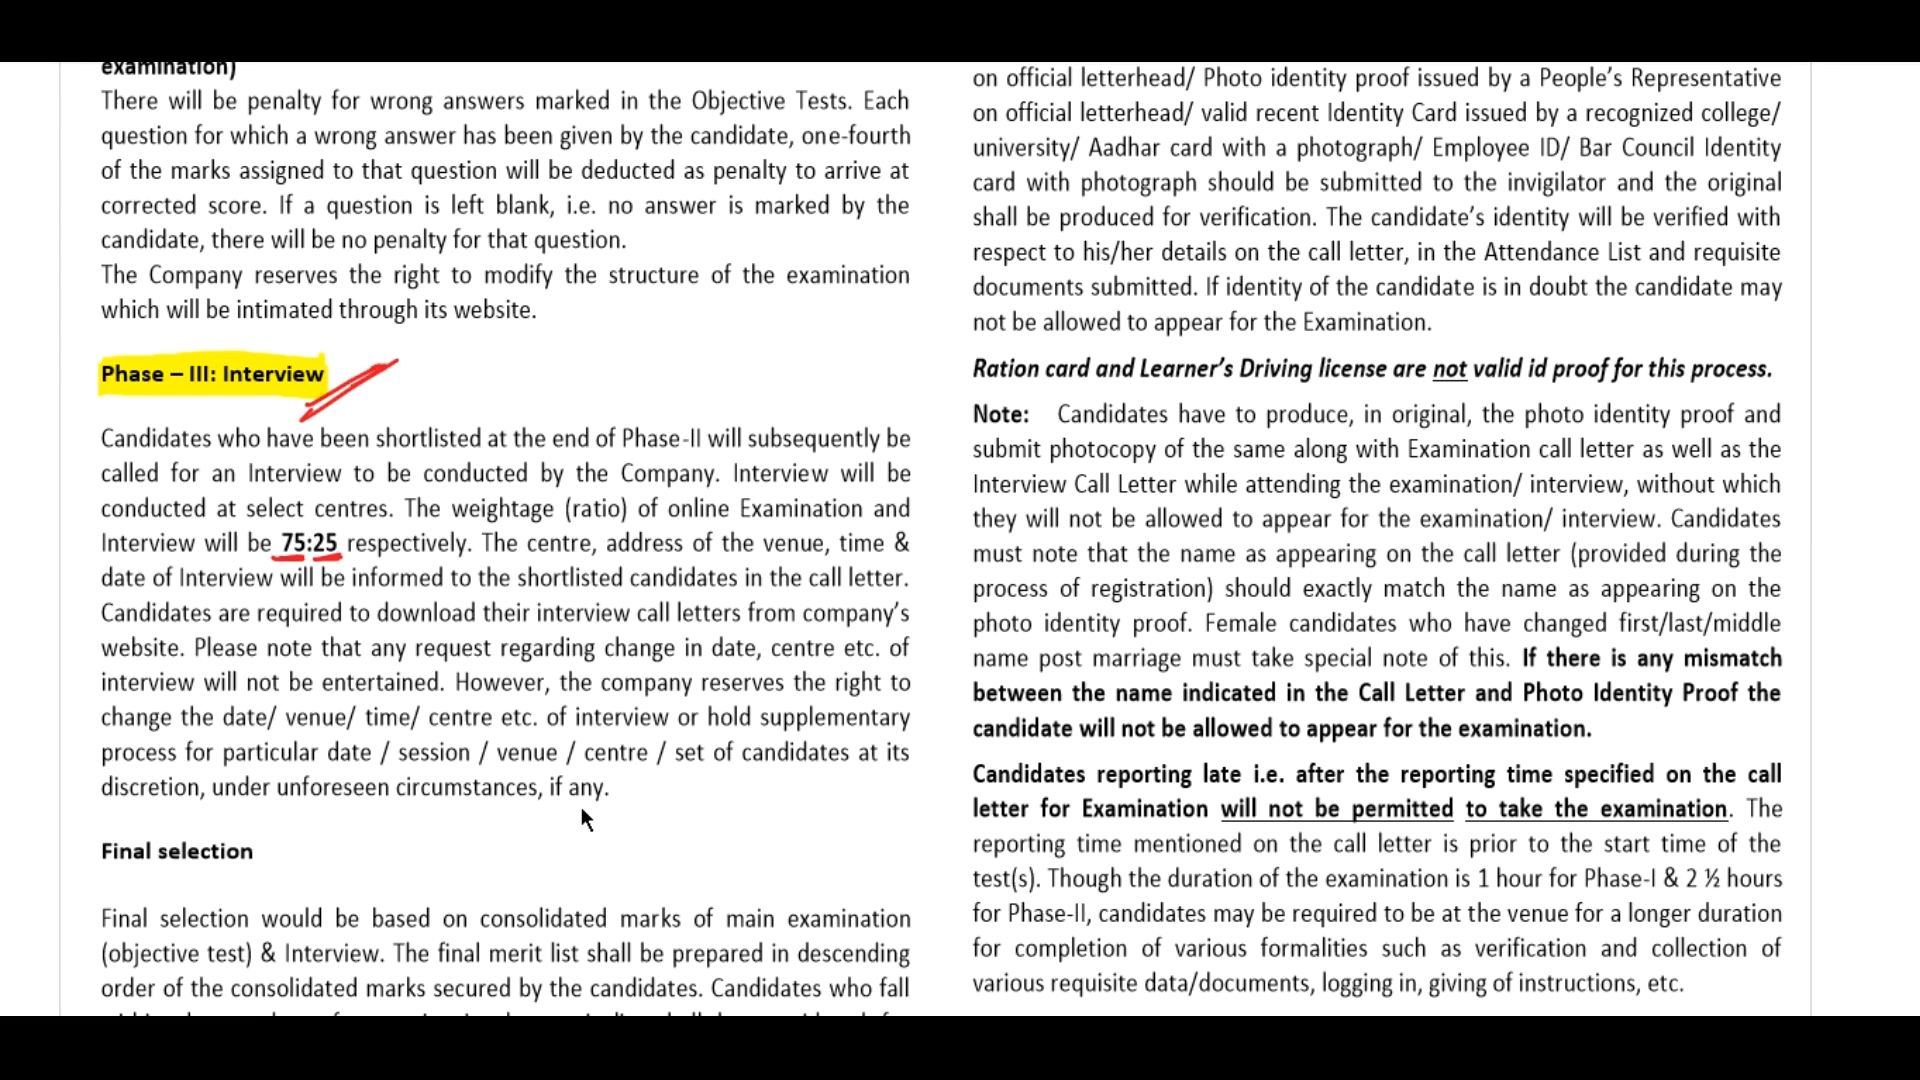 examination)
There will be penalty for wrong answers marked in the Objective Tests. Each
question for which a wrong answer has been given by the candidate, one-fourth
of the marks assigned to that question will be deducted as penalty to arrive at
corrected score. If a question is left blank, i.e. no answer is marked by the
candidate, there will be no penalty for that question.
The Company reserves the right to modify the structure of the examination
which will be intimated through its website.
Phase – III: Interview
Candidates who have been shortlisted at the end of Phase-II will subsequently be
called for an Interview to be conducted by the Company. Interview will be
conducted at select centres. The weightage (ratio) of online Examination and
Interview will be 75:25 respectively. The centre, address of the venue, time &
date of Interview will be informed to the shortlisted candidates in the call letter.
Candidates are required to download their interview call letters from company’s
website. Please note that any request regarding change in date, centre etc. of
interview will not be entertained. However, the company reserves the right to
change the date/ venue/ time/ centre etc. of interview or hold supplementary
process for particular date / session / venue / centre / set of candidates at its
discretion, under unforeseen circumstances, if any.
Final selection
Final selection would be based on consolidated marks of main examination
(objective test) & Interview. The final merit list shall be prepared in descending
order of the consolidated marks secured by the candidates. Candidates who fall
on official letterhead/ Photo identity proof issued by a People’s Representative
on official letterhead/ valid recent Identity Card issued by a recognized college/
university/ Aadhar card with a photograph/ Employee ID/ Bar Council Identity
card with photograph should be submitted to the invigilator and the original
shall be produced for verification. The candidate’s identity will be verified with
respect to his/her details on the call letter, in the Attendance List and requisite
documents submitted. If identity of the candidate is in doubt the candidate may
not be allowed to appear for the Examination.
Ration card and Learner’s Driving license are not valid id proof for this process.
Note: Candidates have to produce, in original, the photo identity proof and
submit photocopy of the same along with Examination call letter as well as the
Interview Call Letter while attending the examination/ interview, without which
they will not be allowed to appear for the examination/ interview. Candidates
must note that the name as appearing on the call letter (provided during the
process of registration) should exactly match the name as appearing on the
photo identity proof. Female candidates who have changed first/last/middle
name post marriage must take special note of this. If there is any mismatch
between the name indicated in the Call Letter and Photo Identity Proof the
candidate will not be allowed to appear for the examination.
Candidates reporting late i.e. after the reporting time specified on the call
letter for Examination will not be permitted to take the examination. The
reporting time mentioned on the call letter is prior to the start time of the
test(s). Though the duration of the examination is 1 hour for Phase-I & 2 ½ hours
for Phase-II, candidates may be required to be at the venue for a longer duration
for completion of various formalities such as verification and collection of
various requisite data/documents, logging in, giving of instructions, etc.